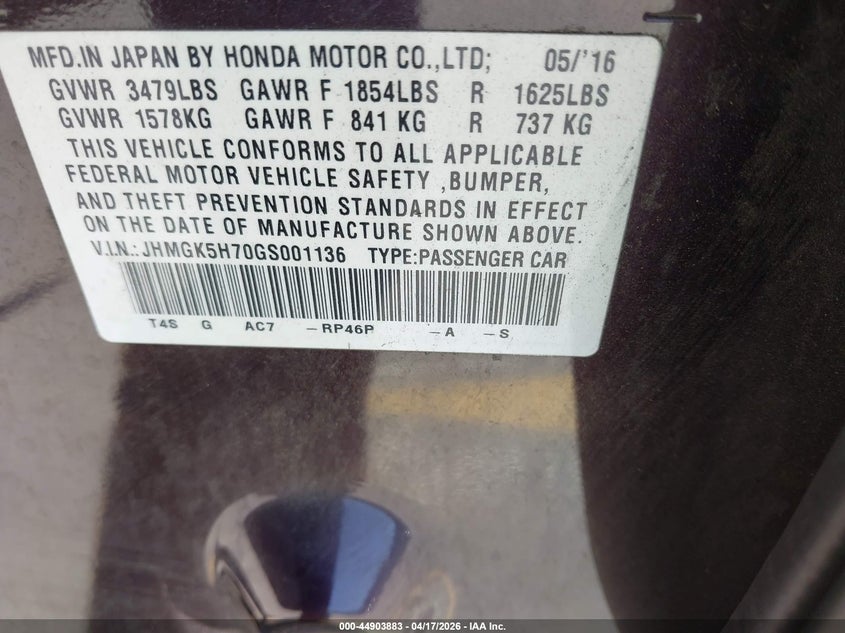 MFD.IN JAPAN BY HONDA MOTOR CO.,LTD; 05/'16
GVWR 3479LBS GAWR F 1854LBS R 1625LBS
GVWR 1578KG GAWR F 841 KG R 737 KG
THIS VEHICLE CONFORMS TO ALL APPLICABLE
FEDERAL MOTOR VEHICLE SAFETY ,BUMPER,
AND THEFT PREVENTION STANDARDS IN EFFECT
ON THE DATE OF MANUFACTURE SHOWN ABOVE.
V.I.N.: JHMGK5H70GS001136 TYPE:PASSENGER CAR
T4S G AC7 –RP46P –A –S
000-44903883 - 04/17/2026 - IAA Inc.